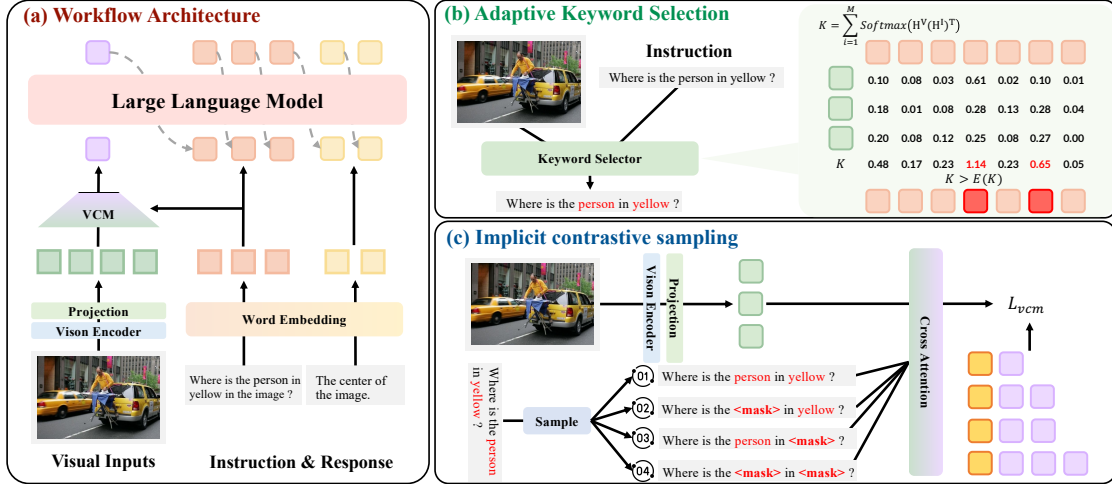 (a) Workflow Architecture
Large Language Model
VCM
Projection
Vison Encoder
Word Embedding
Where is the person in
yellow in the image ?
The center of
the image.
Visual Inputs
Instruction & Response
(b) Adaptive Keyword Selection
Instruction
Where is the person in yellow ?
Keyword Selector
Where is the person in yellow ?
K = ∑ᵢ₌₁ᴹ Softmax(Hⱽ(Hᴵ)ᵀ)
0.10 0.08 0.03 0.61 0.02 0.10 0.01
0.18 0.01 0.08 0.28 0.13 0.28 0.04
0.20 0.08 0.12 0.25 0.08 0.27 0.00
K 0.48 0.17 0.23 1.14 0.23 0.65 0.05
K > E(K)
(c) Implicit contrastive sampling
Vison Encoder
Projection
Cross Attention
L_vcm
Where is the person
in yellow ?
Sample
01 Where is the person in yellow ?
02 Where is the <mask> in yellow ?
03 Where is the person in <mask> ?
04 Where is the <mask> in <mask> ?